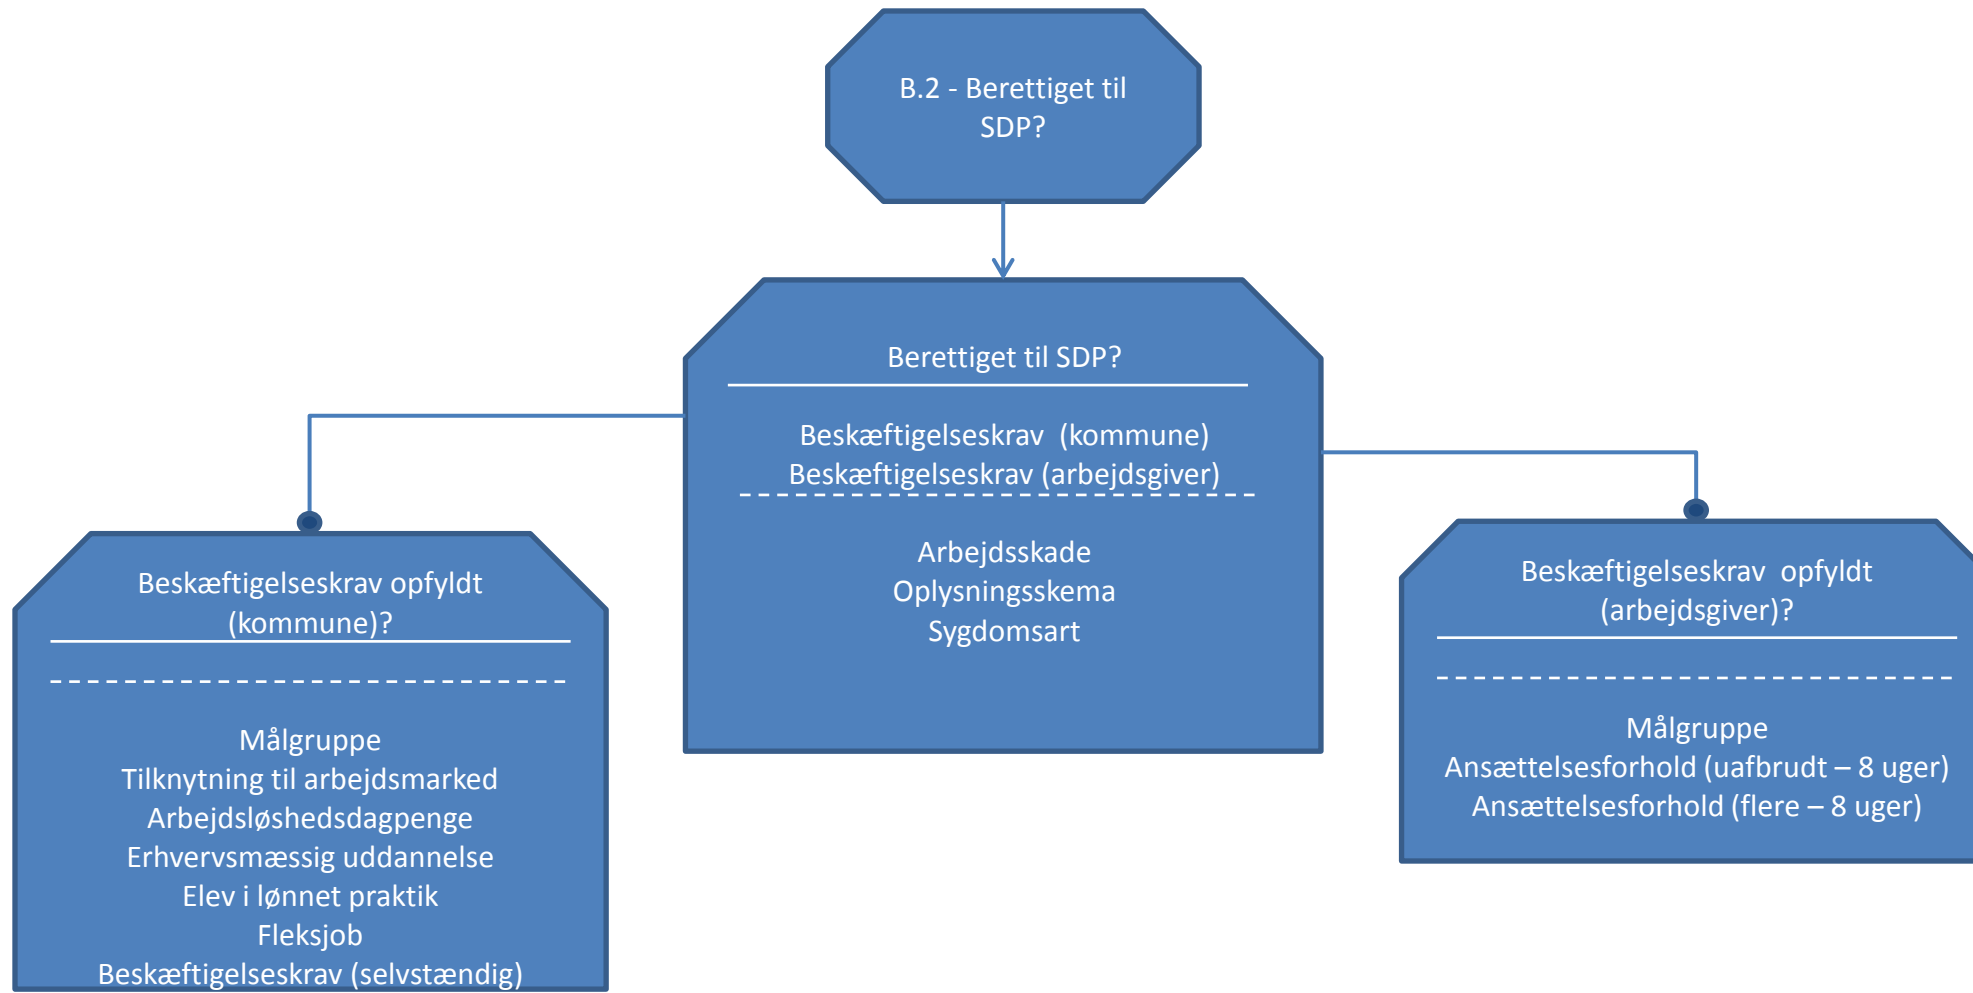 B.2 - Berettiget til
SDP?
Berettiget til SDP?
Beskæftigelseskrav (kommune)
Beskæftigelseskrav (arbejdsgiver)
Arbejdsskade
Oplysningsskema
Sygdomsart
Beskæftigelseskrav opfyldt
(kommune)?
Målgruppe
Tilknytning til arbejdsmarked
Arbejdsløshedsdagpenge
Erhvervsmæssig uddannelse
Elev i lønnet praktik
Fleksjob
Beskæftigelseskrav (selvstændig)
Beskæftigelseskrav opfyldt
(arbejdsgiver)?
Målgruppe
Ansættelsesforhold (uafbrudt – 8 uger)
Ansættelsesforhold (flere – 8 uger)